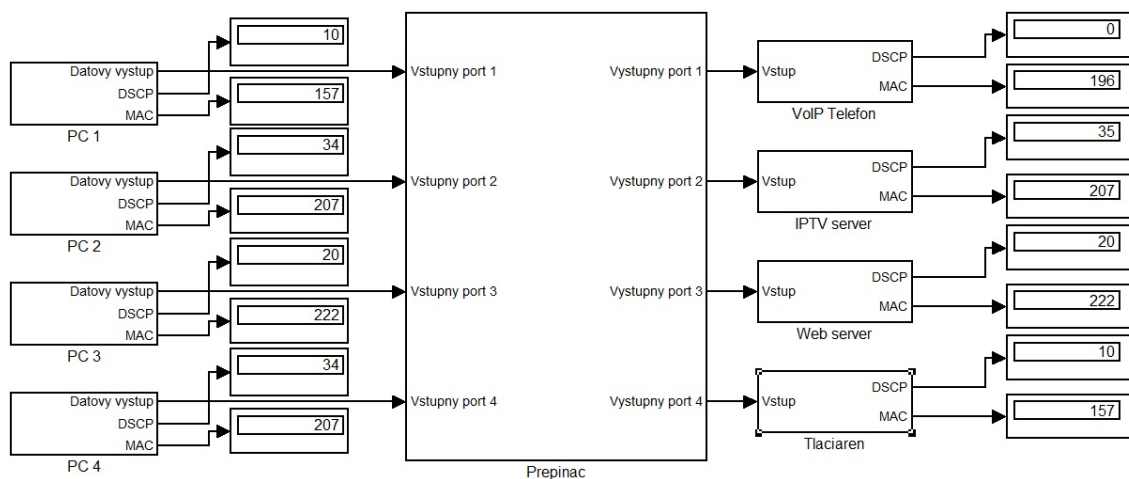 10
Datovy vystup
DSCP
MAC
157
PC 1
34
Datovy vystup
DSCP
MAC
207
PC 2
20
Datovy vystup
DSCP
MAC
222
PC 3
34
Datovy vystup
DSCP
MAC
207
PC 4
Vstupny port 1
Vystupny port 1
Vstupny port 2
Vystupny port 2
Vstupny port 3
Vystupny port 3
Vstupny port 4
Vystupny port 4
Prepinac
0
Vstup
DSCP
MAC
196
VoIP Telefon
35
Vstup
DSCP
MAC
207
IPTV server
20
Vstup
DSCP
MAC
222
Web server
10
Vstup
DSCP
MAC
157
Tlaciaren